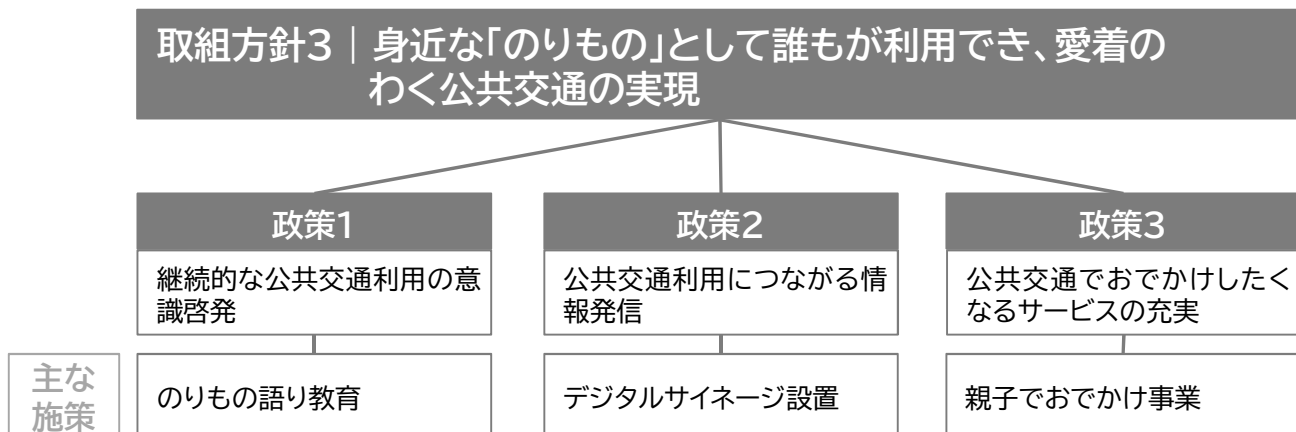 取組方針3｜身近な「のりもの」として誰もが利用でき、愛着の
わく公共交通の実現
政策1
継続的な公共交通利用の意
識啓発
政策2
公共交通利用につながる情
報発信
政策3
公共交通でおでかけしたく
なるサービスの充実
主な
施策
のりもの語り教育
デジタルサイネージ設置
親子でおでかけ事業